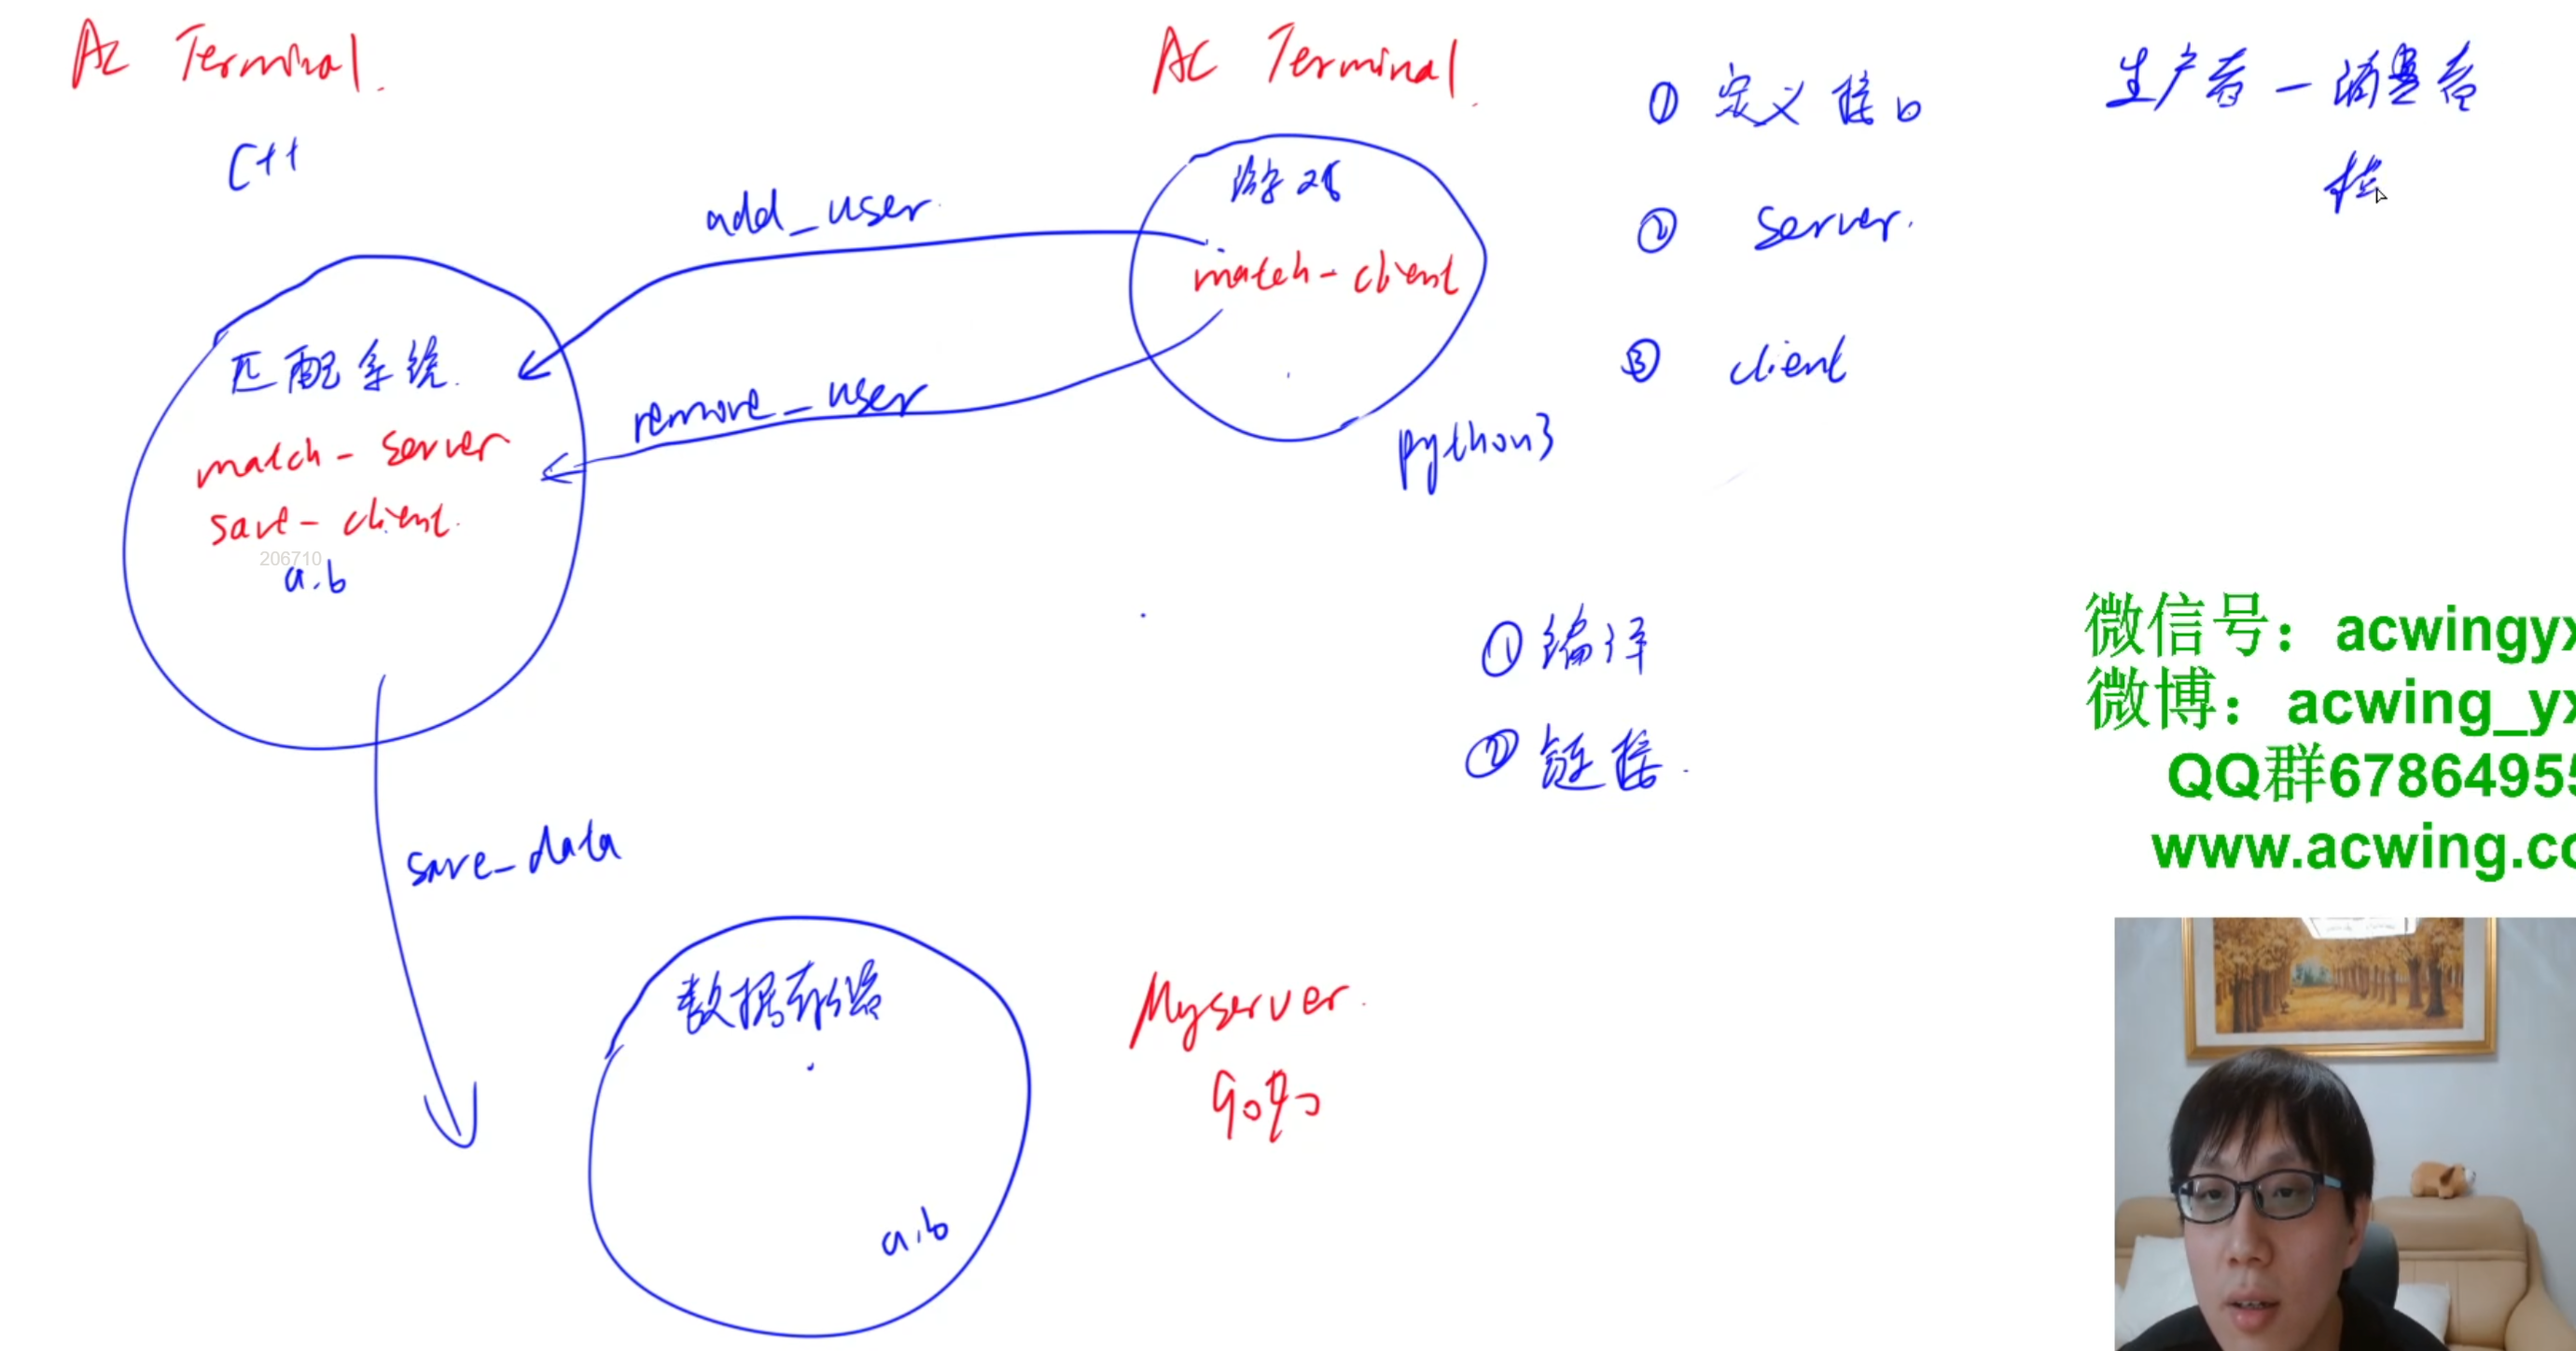 Ac Terminal.
C++
匹配系统.
match-server
save-client.
206710
a.b
add_user
remove_user
AC Terminal.
游戏
match-client
python3
① 定义接口
② Server.
③ client
生产者-消费者
① 编译
② 链接.
save_data
数据存储
a.b
Myserver.
9090
微信号：acwingyx
微博：acwing_yx
QQ群6786495
www.acwing.co